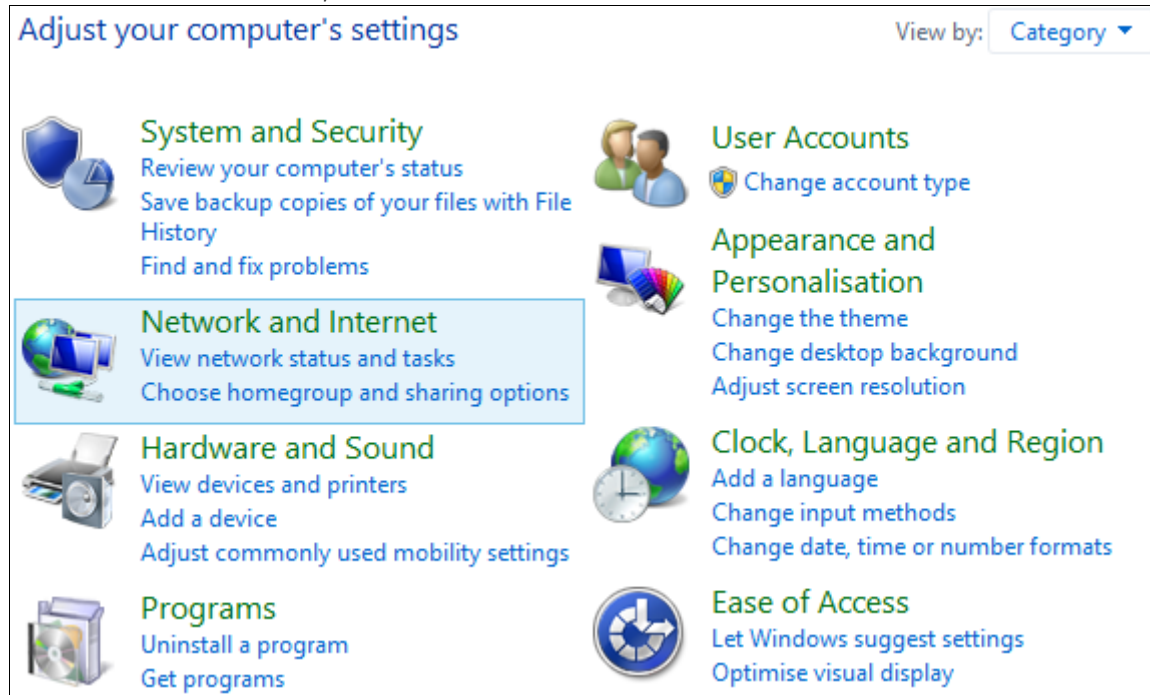 Adjust your computer's settings
View by: Category
System and Security
Review your computer's status
Save backup copies of your files with File
History
Find and fix problems
Network and Internet
View network status and tasks
Choose homegroup and sharing options
Hardware and Sound
View devices and printers
Add a device
Adjust commonly used mobility settings
Programs
Uninstall a program
Get programs
User Accounts
Change account type
Appearance and
Personalisation
Change the theme
Change desktop background
Adjust screen resolution
Clock, Language and Region
Add a language
Change input methods
Change date, time or number formats
Ease of Access
Let Windows suggest settings
Optimise visual display